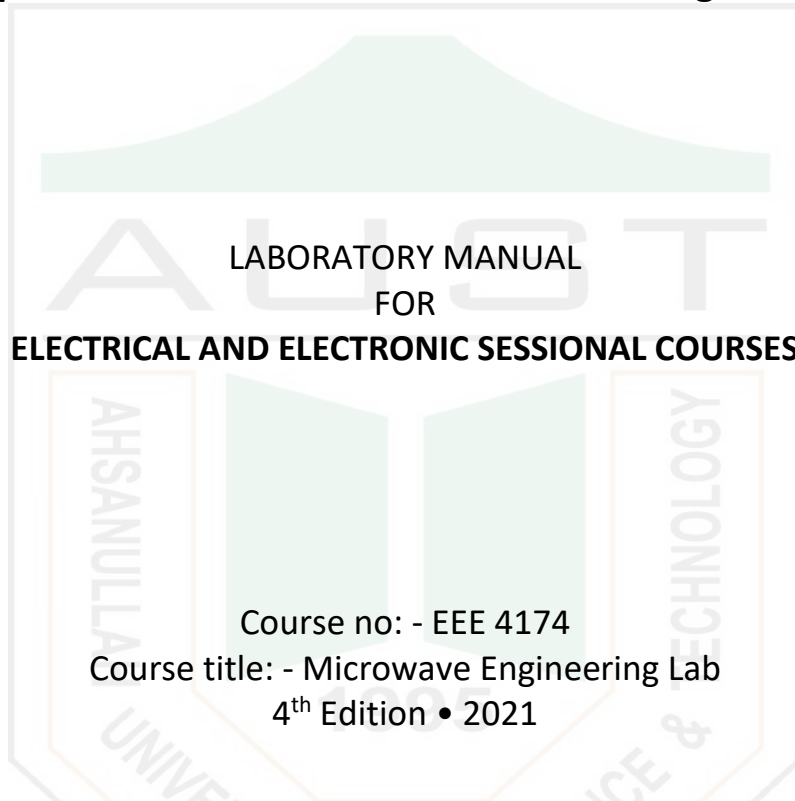 AUST
LABORATORY MANUAL
FOR
ELECTRICAL AND ELECTRONIC SESSIONAL COURSES
AHSANULLA
TECHNOLOGY
Course no: - EEE 4174
Course title: - Microwave Engineering Lab
1995
4th Edition • 2021
&